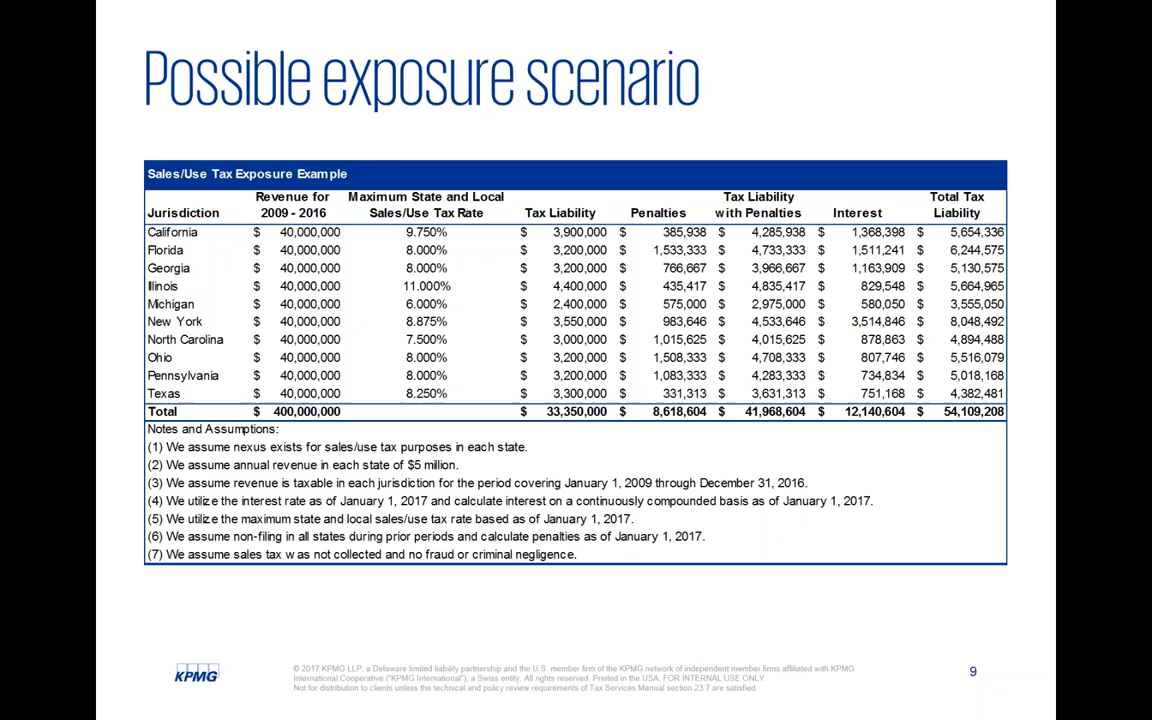 Possible exposure scenario
Sales/Use Tax Exposure Example
Jurisdiction Revenue for 2009 - 2016 Maximum State and Local Sales/Use Tax Rate Tax Liability Penalties Tax Liability with Penalties Interest Total Tax Liability
California $ 40,000,000 9.750% $ 3,900,000 $ 385,938 $ 4,285,938 $ 1,368,398 $ 5,654,336
Florida $ 40,000,000 8.000% $ 3,200,000 $ 1,533,333 $ 4,733,333 $ 1,511,241 $ 6,244,575
Georgia $ 40,000,000 8.000% $ 3,200,000 $ 766,667 $ 3,966,667 $ 1,163,909 $ 5,130,575
Illinois $ 40,000,000 11.000% $ 4,400,000 $ 435,417 $ 4,835,417 $ 829,548 $ 5,664,965
Michigan $ 40,000,000 6.000% $ 2,400,000 $ 575,000 $ 2,975,000 $ 580,050 $ 3,555,050
New York $ 40,000,000 8.875% $ 3,550,000 $ 983,646 $ 4,533,646 $ 3,514,846 $ 8,048,492
North Carolina $ 40,000,000 7.500% $ 3,000,000 $ 1,015,625 $ 4,015,625 $ 878,863 $ 4,894,488
Ohio $ 40,000,000 8.000% $ 3,200,000 $ 1,508,333 $ 4,708,333 $ 807,746 $ 5,516,079
Pennsylvania $ 40,000,000 8.000% $ 3,200,000 $ 1,083,333 $ 4,283,333 $ 734,834 $ 5,018,168
Texas $ 40,000,000 8.250% $ 3,300,000 $ 331,313 $ 3,631,313 $ 751,168 $ 4,382,481
Total $ 400,000,000 $ 33,350,000 $ 8,618,604 $ 41,968,604 $ 12,140,604 $ 54,109,208
Notes and Assumptions:
(1) We assume nexus exists for sales/use tax purposes in each state.
(2) We assume annual revenue in each state of $5 million.
(3) We assume revenue is taxable in each jurisdiction for the period covering January 1, 2009 through December 31, 2016.
(4) We utilize the interest rate as of January 1, 2017 and calculate interest on a continuously compounded basis as of January 1, 2017.
(5) We utilize the maximum state and local sales/use tax rate based as of January 1, 2017.
(6) We assume non-filing in all states during prior periods and calculate penalties as of January 1, 2017.
(7) We assume sales tax was not collected and no fraud or criminal negligence.
KPMG
© 2017 KPMG LLP, a Delaware limited liability partnership and the U.S. member firm of the KPMG network of independent member firms affiliated with KPMG
International Cooperative ("KPMG International"), a Swiss entity. All rights reserved. Printed in the USA. FOR INTERNAL USE ONLY.
Not for distribution to clients unless the technical and policy review requirements of Tax Services Manual section 23.7 are satisfied.
9